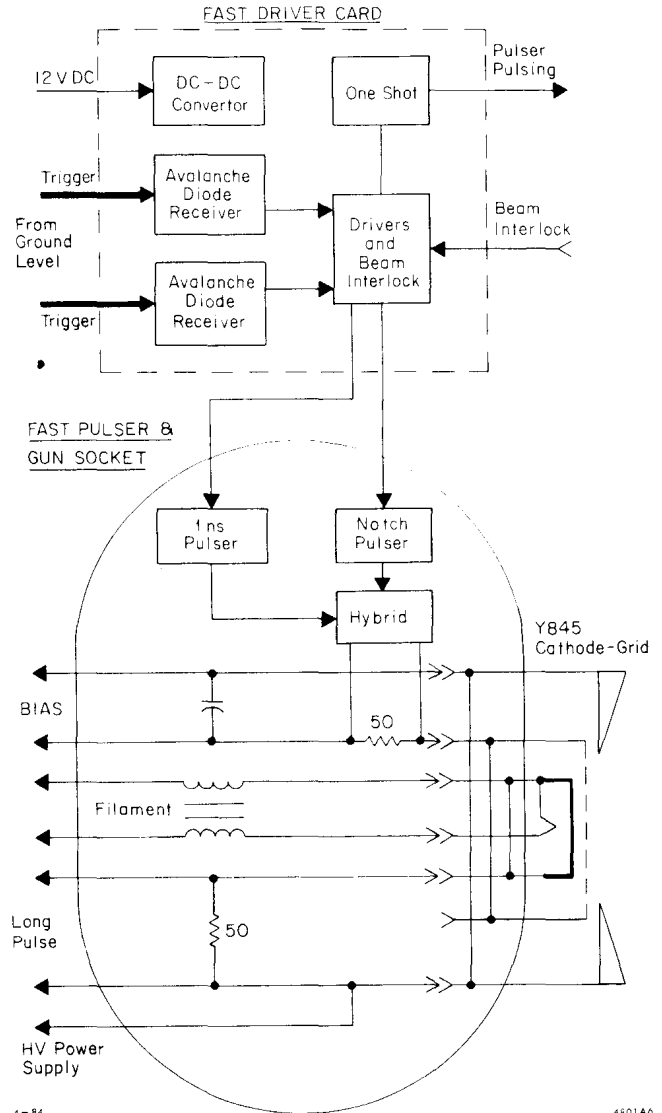 FAST DRIVER CARD
12 V DC
DC-DC
Convertor
One Shot
Pulser
Pulsing
Trigger
Avalanche
Diode
Receiver
From
Ground
Level
Drivers
and
Beam
Interlock
Beam
Interlock
Trigger
Avalanche
Diode
Receiver
FAST PULSER &
GUN SOCKET
1ns
Pulser
Notch
Pulser
Hybrid
Y845
Cathode-Grid
BIAS
50
Filament
Long
Pulse
50
HV Power
Supply
4-84
4801A6